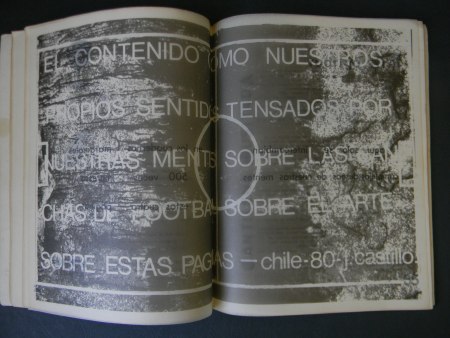 EL CONTENIDO COMO NUESTROS
PROPIOS SENTIDOS TENSADOS POR
NUESTRAS MENTES SOBRE LAS CAN
CHAS DE FOOTBALL SOBRE EL ARTE
SOBRE ESTAS PAGINAS — chile-80-j. castillo.